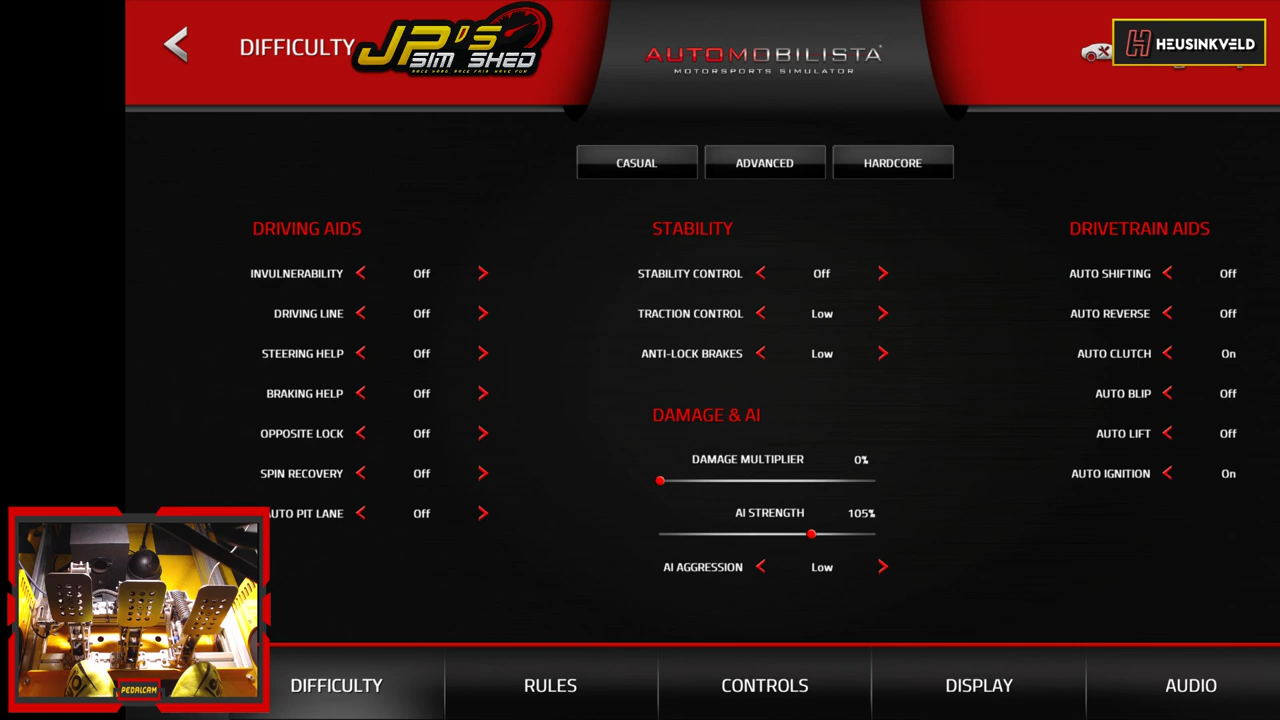 DIFFICULTY
JP'S
SIM SHED
RACE HARD, RACE FAIR HAVE FUN
AUTOMOBILISTA
MOTORSPORTS SIMULATOR
HEUSINKVELD
CASUAL
ADVANCED
HARDCORE
DRIVING AIDS
INVULNERABILITY Off
DRIVING LINE Off
STEERING HELP Off
BRAKING HELP Off
OPPOSITE LOCK Off
SPIN RECOVERY Off
AUTO PIT LANE Off
STABILITY
STABILITY CONTROL Off
TRACTION CONTROL Low
ANTI-LOCK BRAKES Low
DAMAGE & AI
DAMAGE MULTIPLIER 0%
AI STRENGTH 105%
AI AGGRESSION Low
DRIVETRAIN AIDS
AUTO SHIFTING Off
AUTO REVERSE Off
AUTO CLUTCH On
AUTO BLIP Off
AUTO LIFT Off
AUTO IGNITION On
PEDALCAM
DIFFICULTY
RULES
CONTROLS
DISPLAY
AUDIO